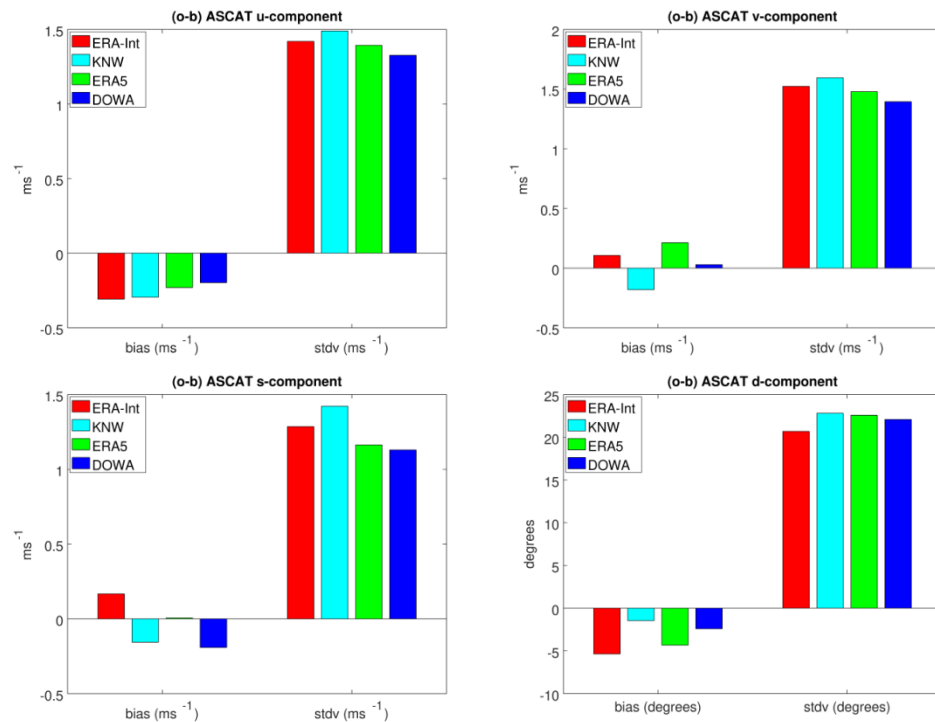 (o-b) ASCAT u-component
1.5
1
0.5
0
-0.5
ms⁻¹
ERA-Int
KNW
ERA5
DOWA
bias (ms⁻¹)
stdv (ms⁻¹)
(o-b) ASCAT v-component
2
1.5
1
0.5
0
-0.5
ms⁻¹
ERA-Int
KNW
ERA5
DOWA
bias (ms⁻¹)
stdv (ms⁻¹)
(o-b) ASCAT s-component
1.5
1
0.5
0
-0.5
ms⁻¹
ERA-Int
KNW
ERA5
DOWA
bias (ms⁻¹)
stdv (ms⁻¹)
(o-b) ASCAT d-component
25
20
15
10
5
0
-5
-10
degrees
ERA-Int
KNW
ERA5
DOWA
bias (degrees)
stdv (degrees)